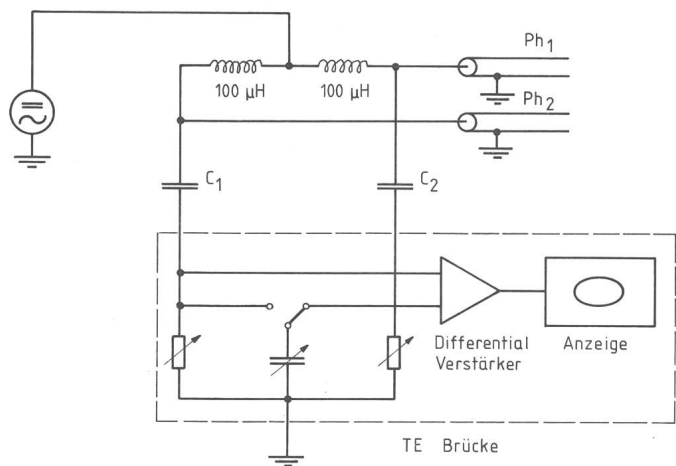 Ph1
100 µH
100 µH
Ph2
C1
C2
Differential
Verstärker
Anzeige
TE Brücke